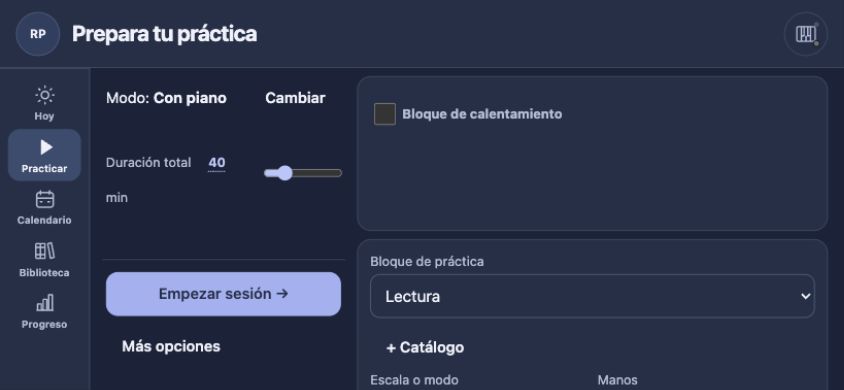 RP
Prepara tu práctica
Hoy
Practicar
Calendario
Biblioteca
Progreso
Modo: Con piano
Cambiar
Duración total 40
min
Empezar sesión →
Más opciones
Bloque de calentamiento
Bloque de práctica
Lectura
+ Catálogo
Escala o modo
Manos